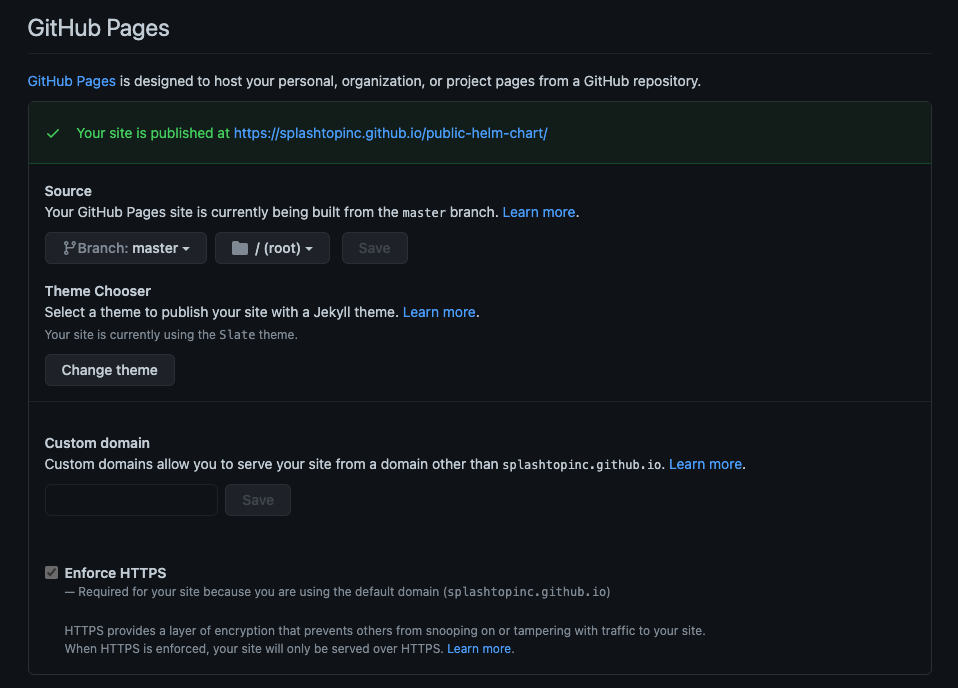 GitHub Pages
GitHub Pages is designed to host your personal, organization, or project pages from a GitHub repository.
Your site is published at https://splashtopinc.github.io/public-helm-chart/
Source
Your GitHub Pages site is currently being built from the master branch. Learn more.
Branch: master / (root) Save
Theme Chooser
Select a theme to publish your site with a Jekyll theme. Learn more.
Your site is currently using the Slate theme.
Change theme
Custom domain
Custom domains allow you to serve your site from a domain other than splashtopinc.github.io. Learn more.
Save
Enforce HTTPS
— Required for your site because you are using the default domain (splashtopinc.github.io)
HTTPS provides a layer of encryption that prevents others from snooping on or tampering with traffic to your site.
When HTTPS is enforced, your site will only be served over HTTPS. Learn more.